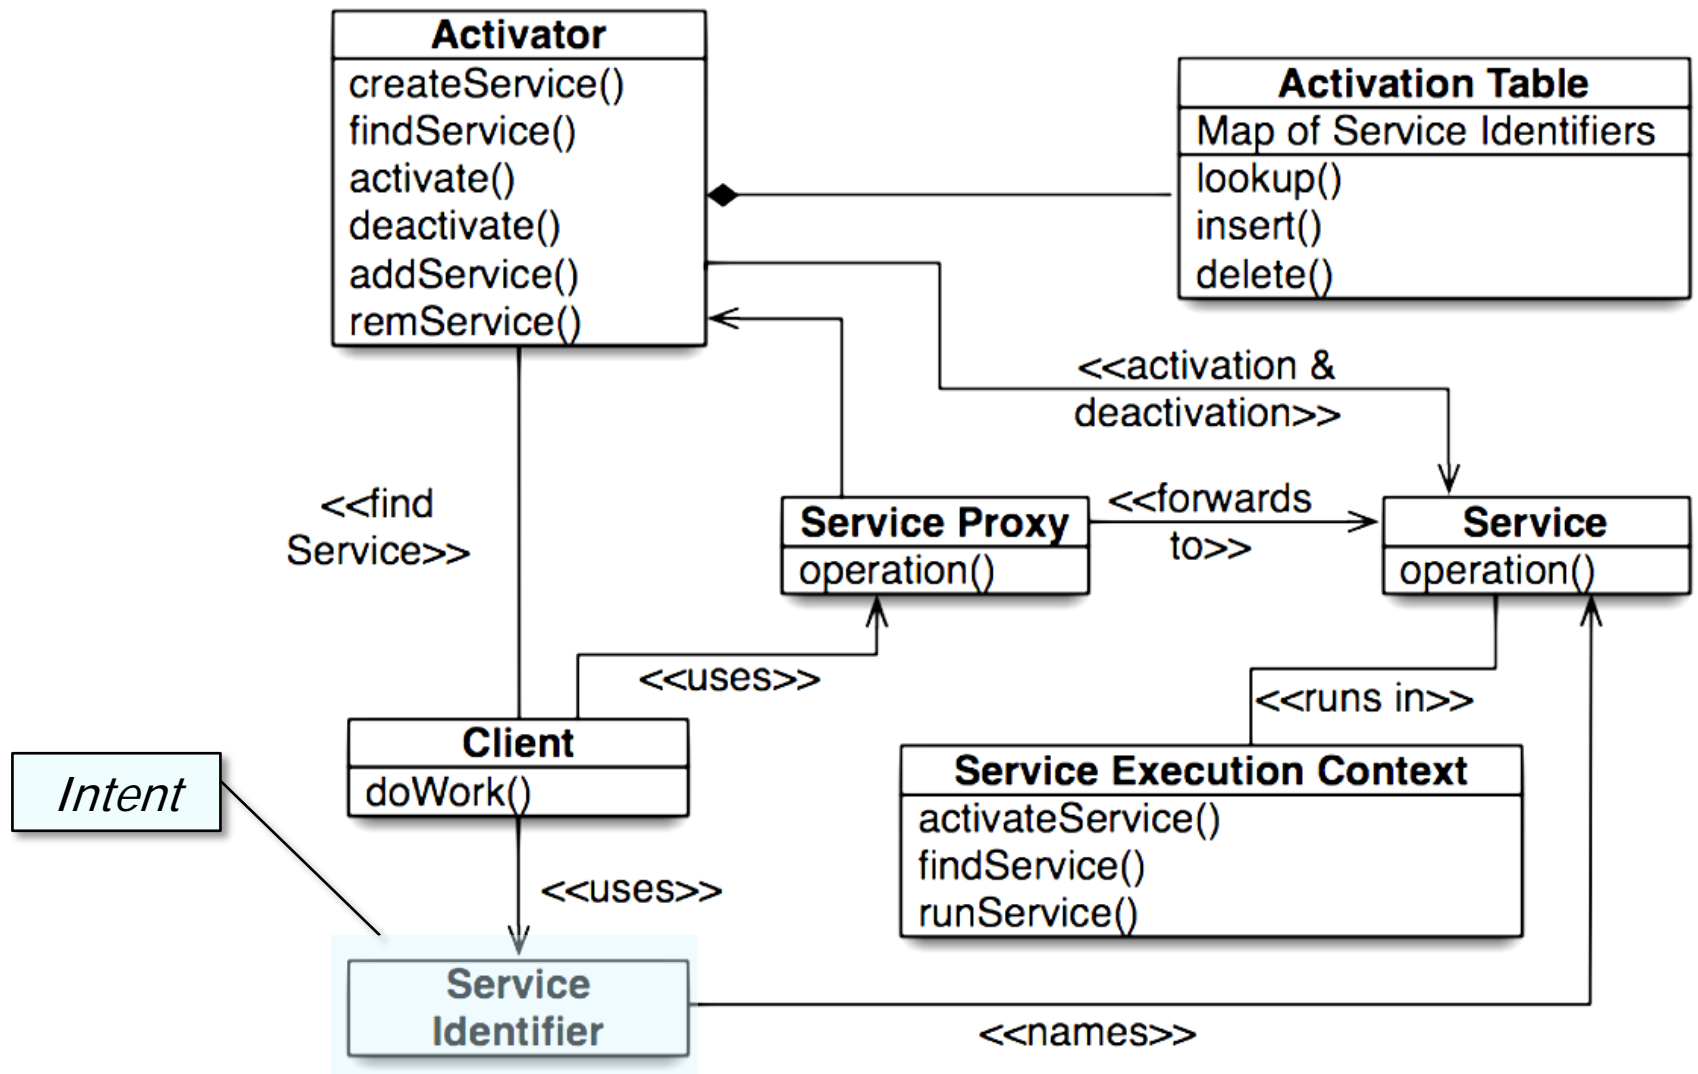 Activator
createService()
findService()
activate()
deactivate()
addService()
remService()
Activation Table
Map of Service Identifiers
lookup()
insert()
delete()
<<activation &
deactivation>>
<<find
Service>>
Service Proxy
operation()
<<forwards
to>>
Service
operation()
<<uses>>
<<runs in>>
Client
doWork()
Intent
Service Execution Context
activateService()
findService()
runService()
<<uses>>
Service
Identifier
<<names>>